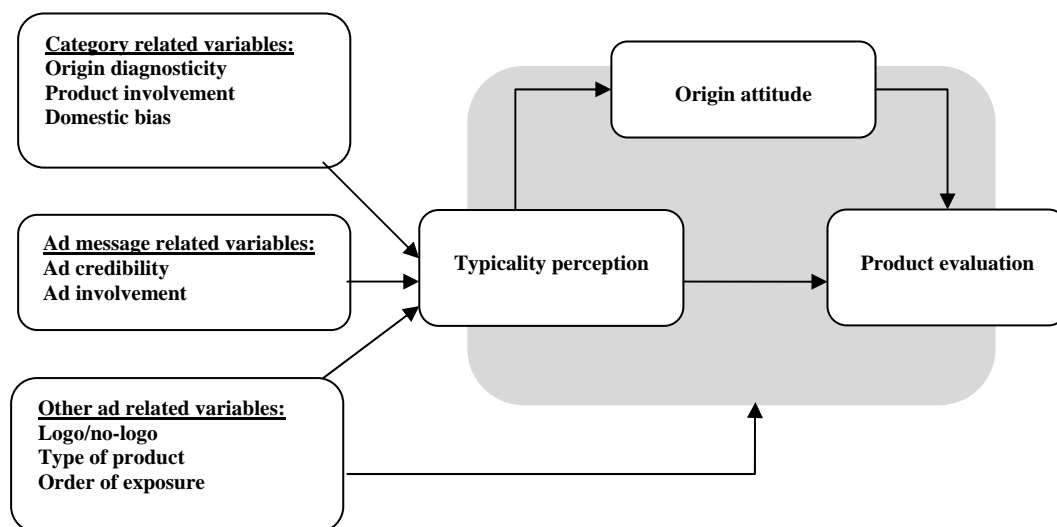 Category related variables:
Origin diagnosticity
Product involvement
Domestic bias
Origin attitude
Ad message related variables:
Ad credibility
Ad involvement
Typicality perception
Product evaluation
Other ad related variables:
Logo/no-logo
Type of product
Order of exposure